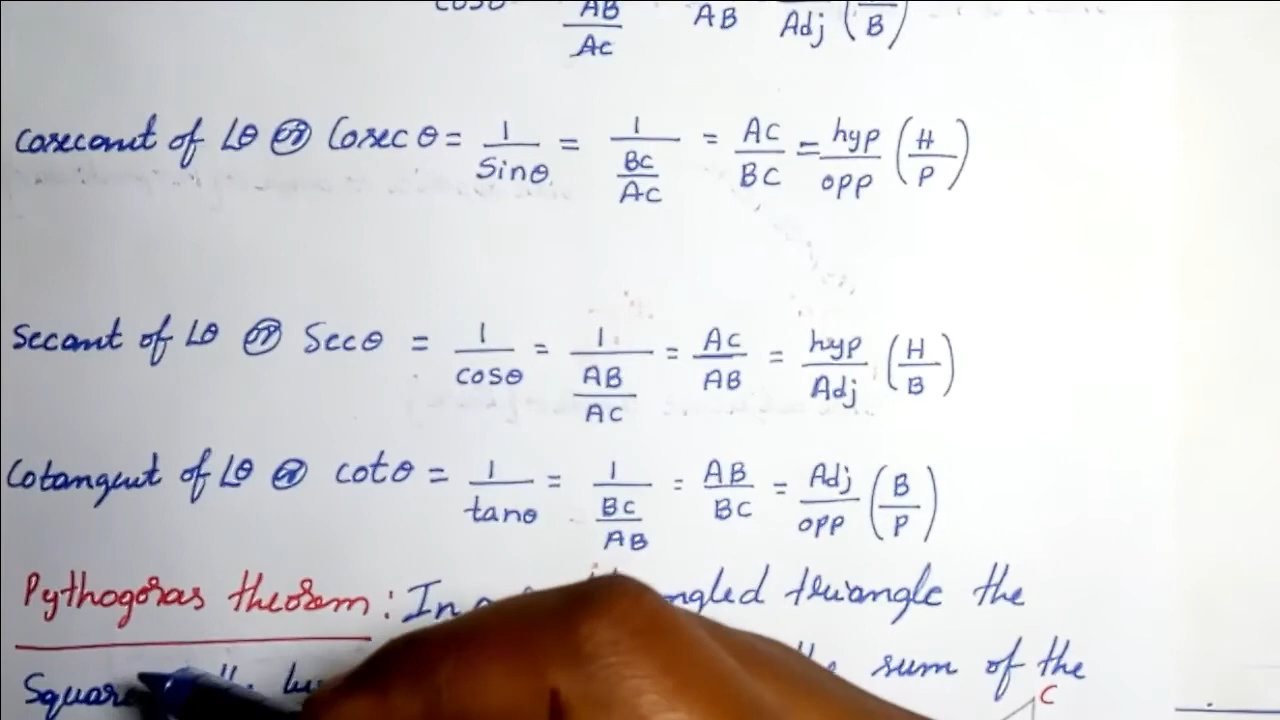 cosθ AB/AC AB Adj (/B)
Cosecant of ∠θ or Cosec θ = 1/Sinθ = 1/(BC/AC) = AC/BC = hyp/opp (H/P)
Secant of ∠θ or Secθ = 1/cosθ = 1/(AB/AC) = AC/AB = hyp/Adj (H/B)
Cotangent of ∠θ or cotθ = 1/tanθ = 1/(BC/AB) = AB/BC = Adj/opp (B/P)
Pythogoras theorem: In angled triangle the
Square sum of the
C